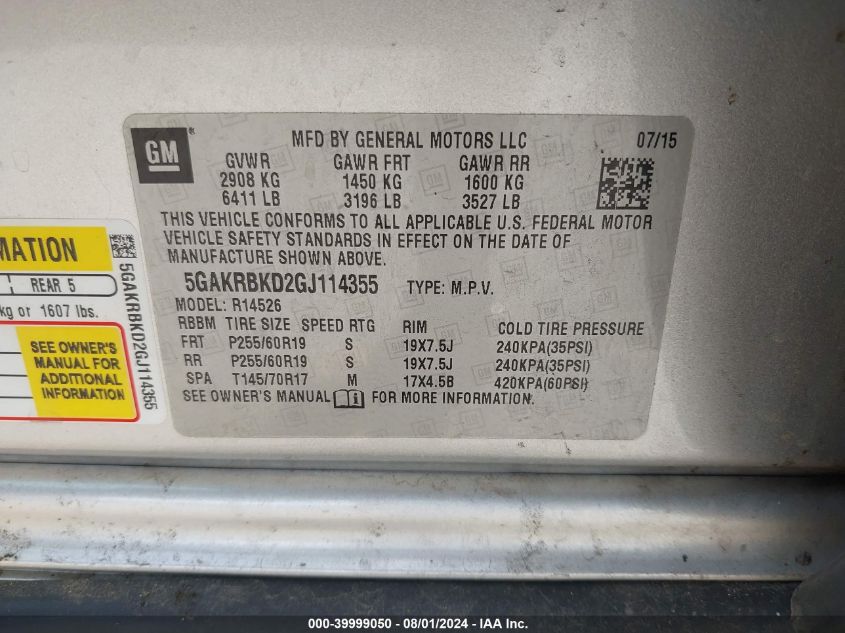 GM
MFD BY GENERAL MOTORS LLC 07/15
GVWR GAWR FRT GAWR RR
2908 KG 1450 KG 1600 KG
6411 LB 3196 LB 3527 LB
THIS VEHICLE CONFORMS TO ALL APPLICABLE U.S. FEDERAL MOTOR
VEHICLE SAFETY STANDARDS IN EFFECT ON THE DATE OF
MANUFACTURE SHOWN ABOVE.
5GAKRBKD2GJ114355 TYPE: M.P.V.
MODEL: R14526
RBBM TIRE SIZE SPEED RTG RIM COLD TIRE PRESSURE
FRT P255/60R19 S 19X7.5J 240KPA(35PSI)
RR P255/60R19 S 19X7.5J 240KPA(35PSI)
SPA T145/70R17 M 17X4.5B 420KPA(60PSI)
SEE OWNER'S MANUAL FOR MORE INFORMATION.
MATION
REAR 5
kg or 1607 lbs.
SEE OWNER'S
MANUAL FOR
ADDITIONAL
INFORMATION
5GAKRBKD2GJ114355
000-39999050 - 08/01/2024 - IAA Inc.